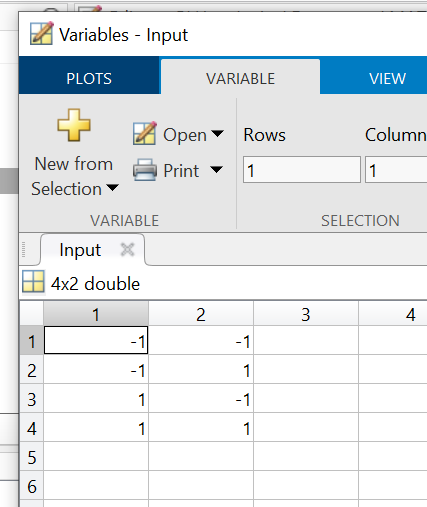 Variables - Input
PLOTS VARIABLE VIEW
New from
Selection
Open
Print
Rows Column
1 1
VARIABLE SELECTION
Input
4x2 double
1 2 3 4
1 -1 -1
2 -1 1
3 1 -1
4 1 1
5
6